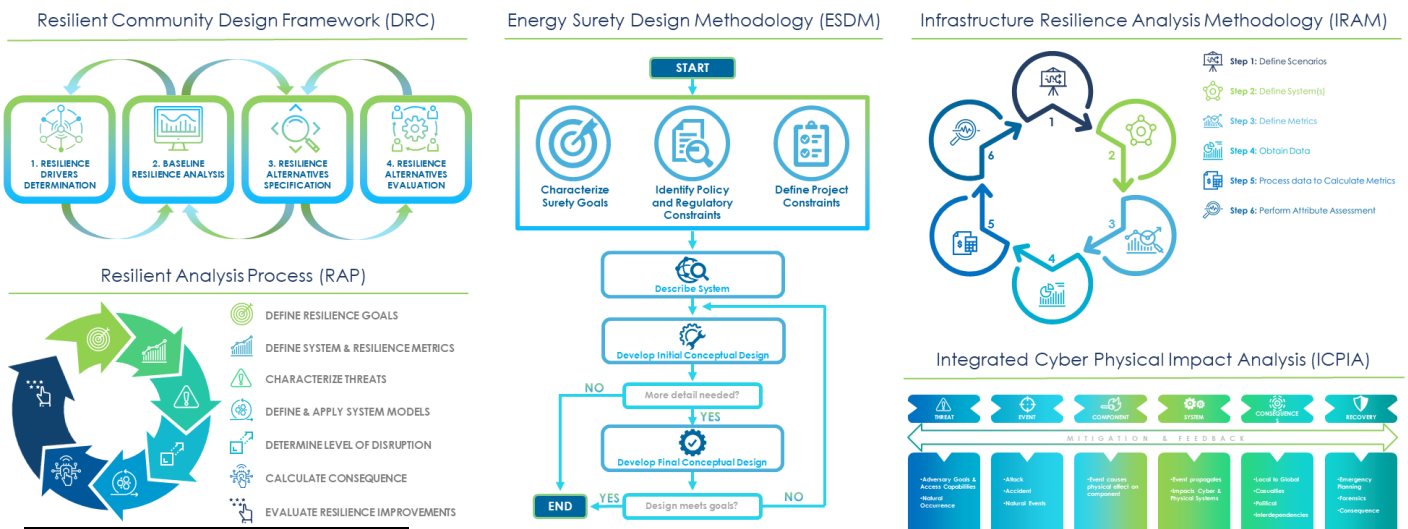 Resilient Community Design Framework (DRC)
1. RESILIENCE
DRIVERS
DETERMINATION
2. BASELINE
RESILIENCE ANALYSIS
3. RESILIENCE
ALTERNATIVES
SPECIFICATION
4. RESILIENCE
ALTERNATIVES
EVALUATION
Resilient Analysis Process (RAP)
DEFINE RESILIENCE GOALS
DEFINE SYSTEM & RESILIENCE METRICS
CHARACTERIZE THREATS
DEFINE & APPLY SYSTEM MODELS
DETERMINE LEVEL OF DISRUPTION
CALCULATE CONSEQUENCE
EVALUATE RESILIENCE IMPROVEMENTS
Energy Surety Design Methodology (ESDM)
START
Characterize
Surety Goals
Identify Policy
and Regulatory
Constraints
Define Project
Constraints
Describe System
Develop Initial Conceptual Design
NO
More detail needed?
YES
Develop Final Conceptual Design
END
YES
Design meets goals?
NO
Infrastructure Resilience Analysis Methodology (IRAM)
1
2
3
4
5
6
Step 1: Define Scenarios
Step 2: Define System(s)
Step 3: Define Metrics
Step 4: Obtain Data
Step 5: Process data to Calculate Metrics
Step 6: Perform Attribute Assessment
Integrated Cyber Physical Impact Analysis (ICPIA)
THREAT
EVENT
COMPONENT
SYSTEM
CONSEQUENCE
RECOVERY
MITIGATION & FEEDBACK
•Adversary Goals &
Access Capabilities
•Natural
Occurrence
•Attack
•Accident
•Natural Events
•Event causes
physical effect on
component
•Event propagates
•Impacts Cyber &
Physical Systems
•Local to Global
•Casualties
•Political
•Interdependencies
•Emergency
Planning
•Forensics
•Consequence